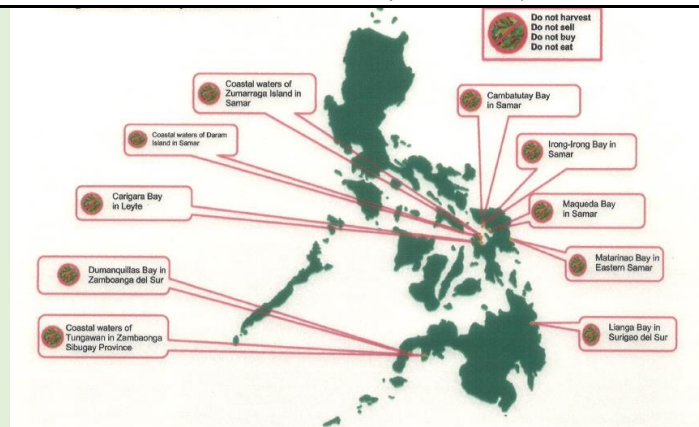 Do not harvest
Do not sell
Do not buy
Do not eat
Coastal waters of
Zumarraga Island in
Samar
Cambatutay Bay
in Samar
Coastal waters of Daram
Island in Samar
Irong-Irong Bay in
Samar
Carigara Bay
in Leyte
Maqueda Bay
in Samar
Matarinao Bay in
Eastern Samar
Dumanquillas Bay in
Zamboanga del Sur
Coastal waters of
Tungawan in Zambaonga
Sibugay Province
Lianga Bay in
Surigao del Sur